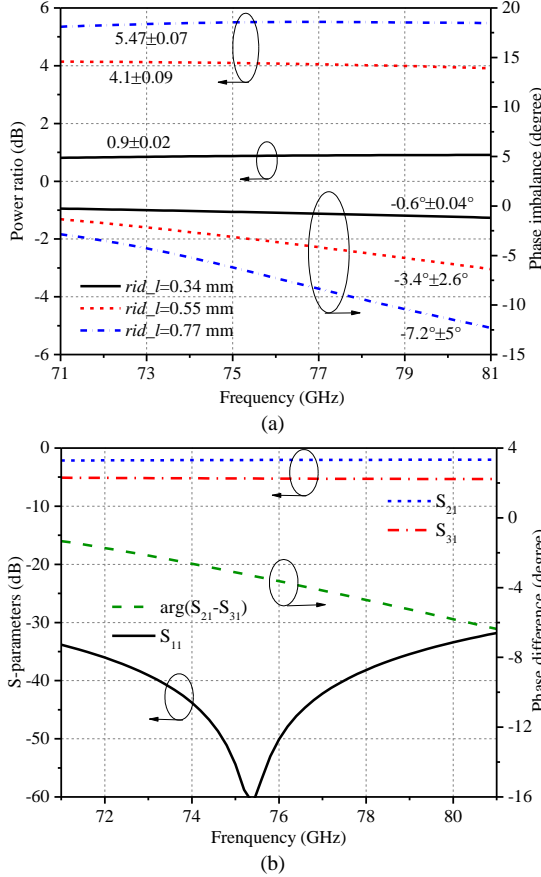 6
4
2
0
-2
-4
-6
Power ratio (dB)
20
15
10
5
0
-5
-10
-15
Phase imbalance (degree)
5.47±0.07
4.1±0.09
0.9±0.02
-0.6°±0.04°
-3.4°±2.6°
-7.2°±5°
rid_l=0.34 mm
rid_l=0.55 mm
rid_l=0.77 mm
71 73 75 77 79 81
Frequency (GHz)
(a)
0
-10
-20
-30
-40
-50
-60
S-parameters (dB)
4
0
-4
-8
-12
-16
Phase difference (degree)
S21
S31
arg(S21-S31)
S11
72 74 76 78 80
Frenquency (GHz)
(b)